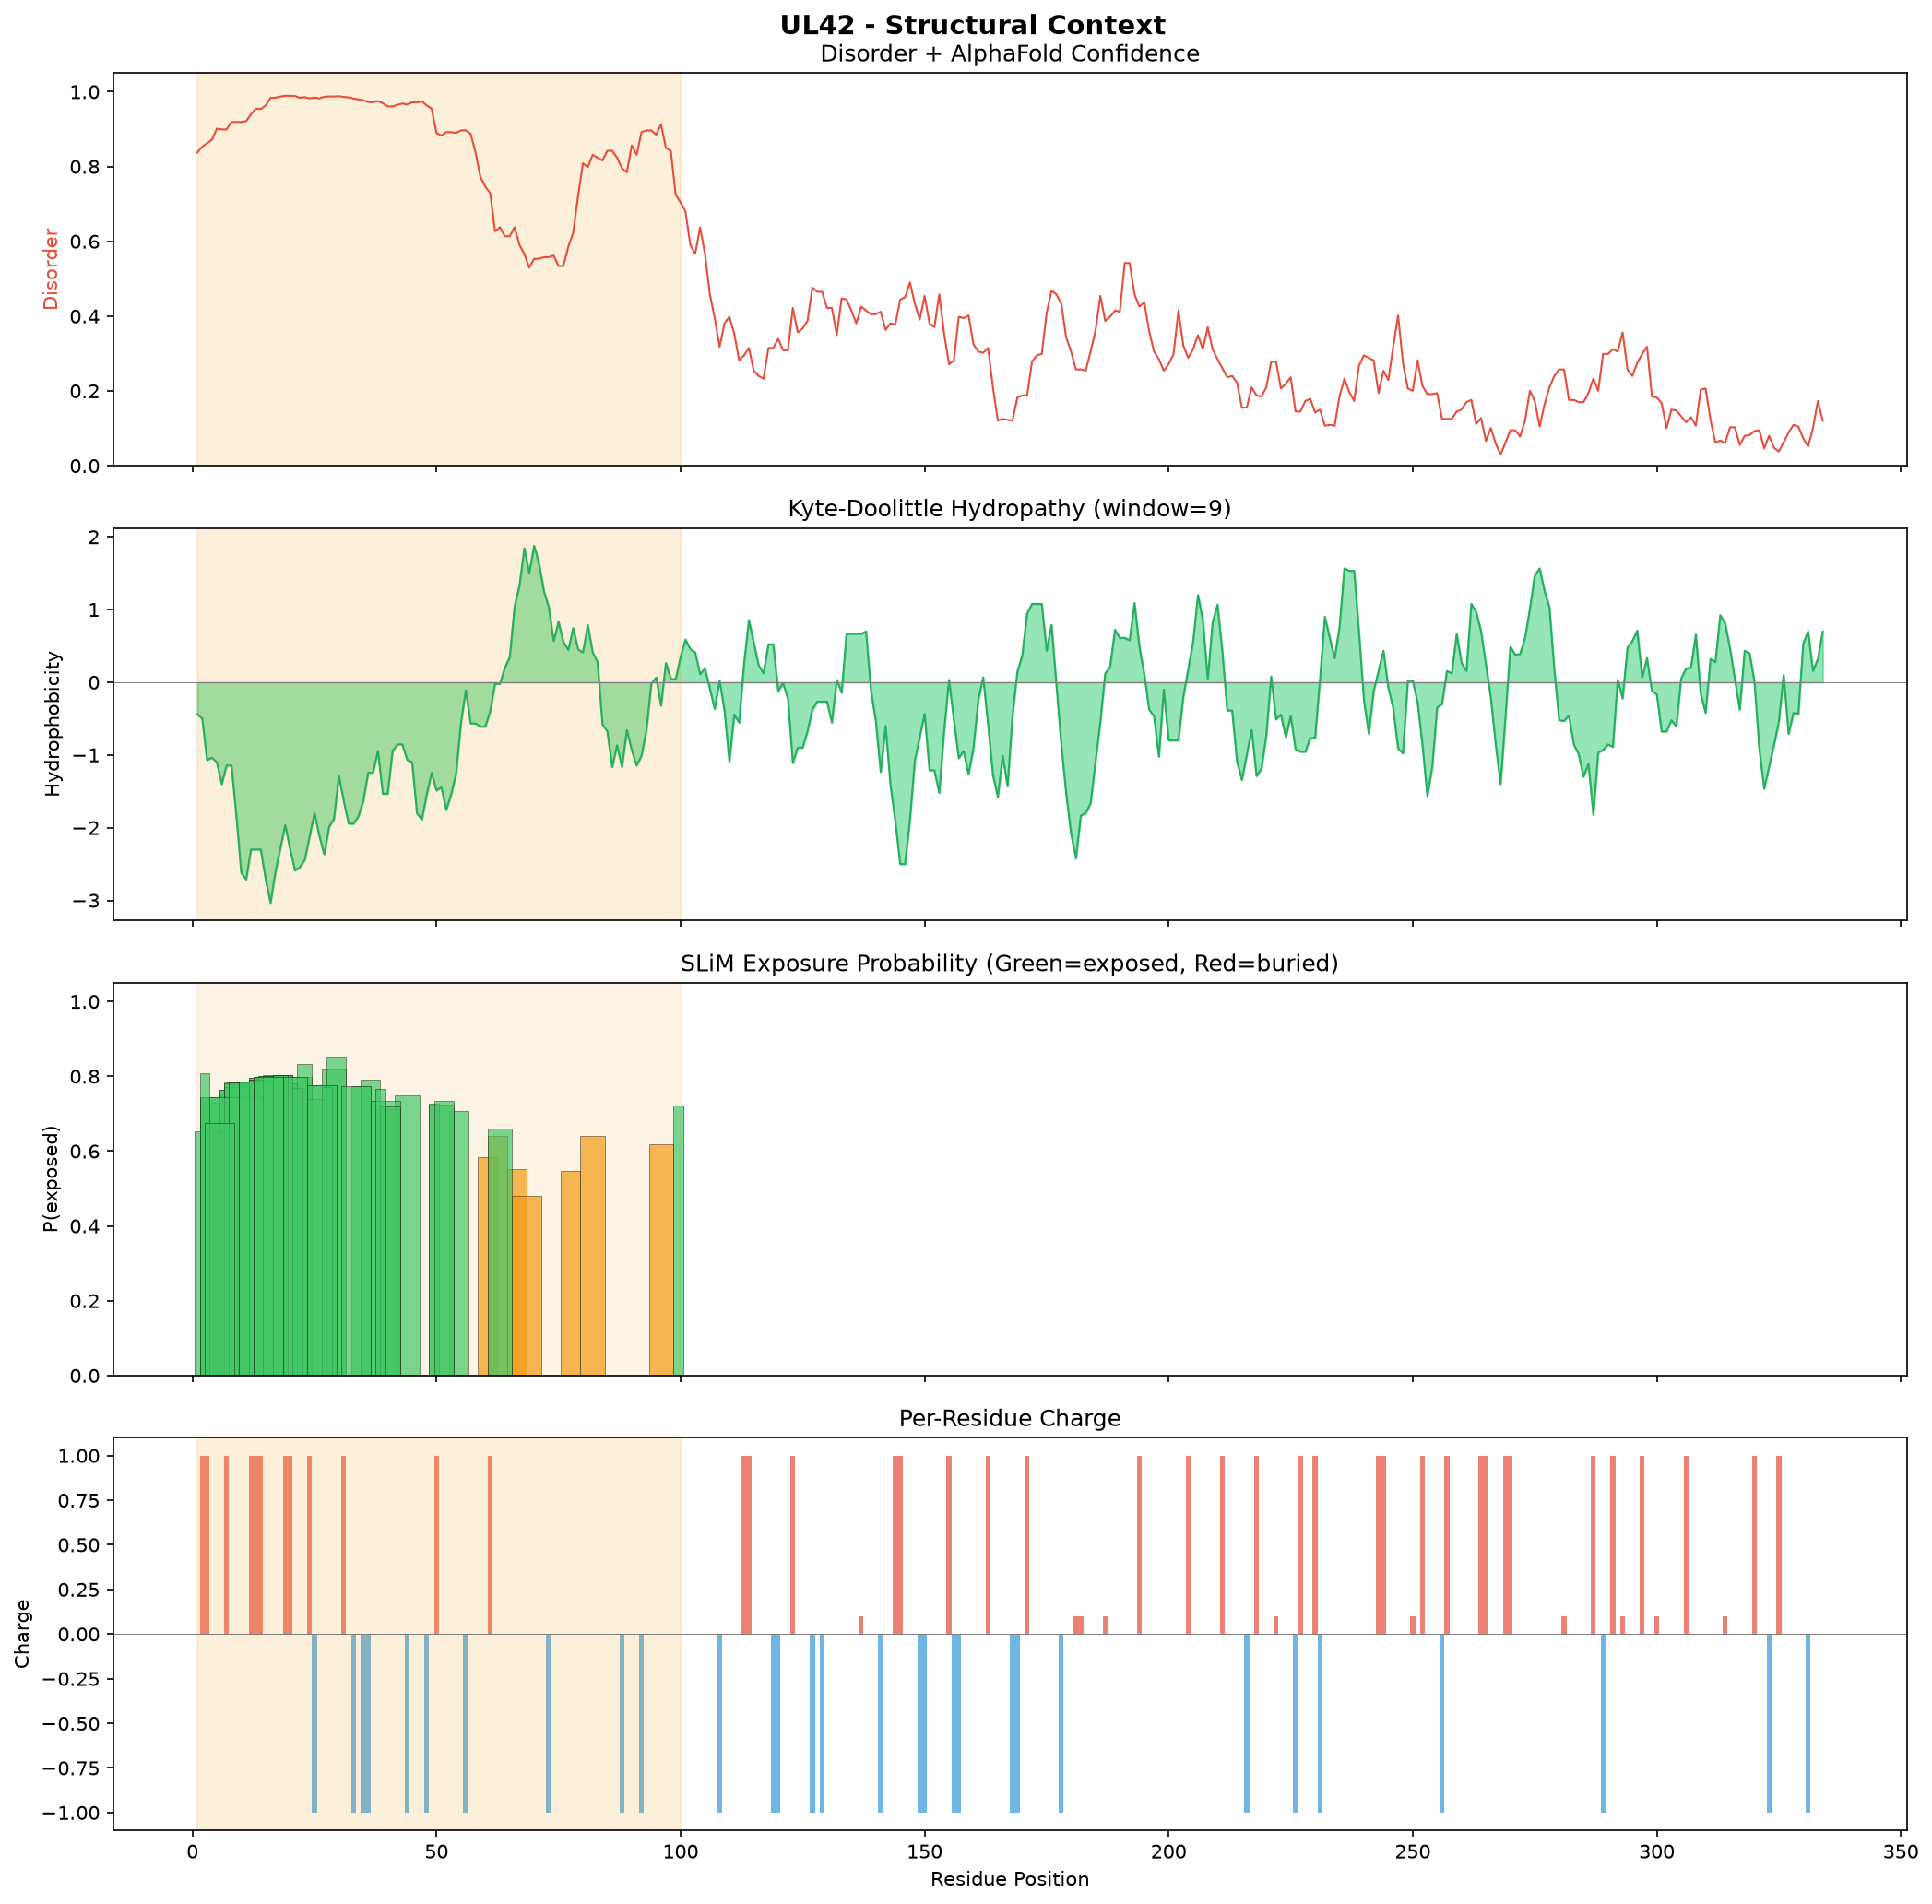 UL42 - Structural Context
Disorder + AlphaFold Confidence
Disorder
1.0
0.8
0.6
0.4
0.2
0.0
Kyte-Doolittle Hydropathy (window=9)
Hydrophobicity
2
1
0
−1
−2
−3
SLiM Exposure Probability (Green=exposed, Red=buried)
P(exposed)
1.0
0.8
0.6
0.4
0.2
0.0
Per-Residue Charge
Charge
1.00
0.75
0.50
0.25
0.00
−0.25
−0.50
−0.75
−1.00
0 50 100 150 200 250 300 350
Residue Position